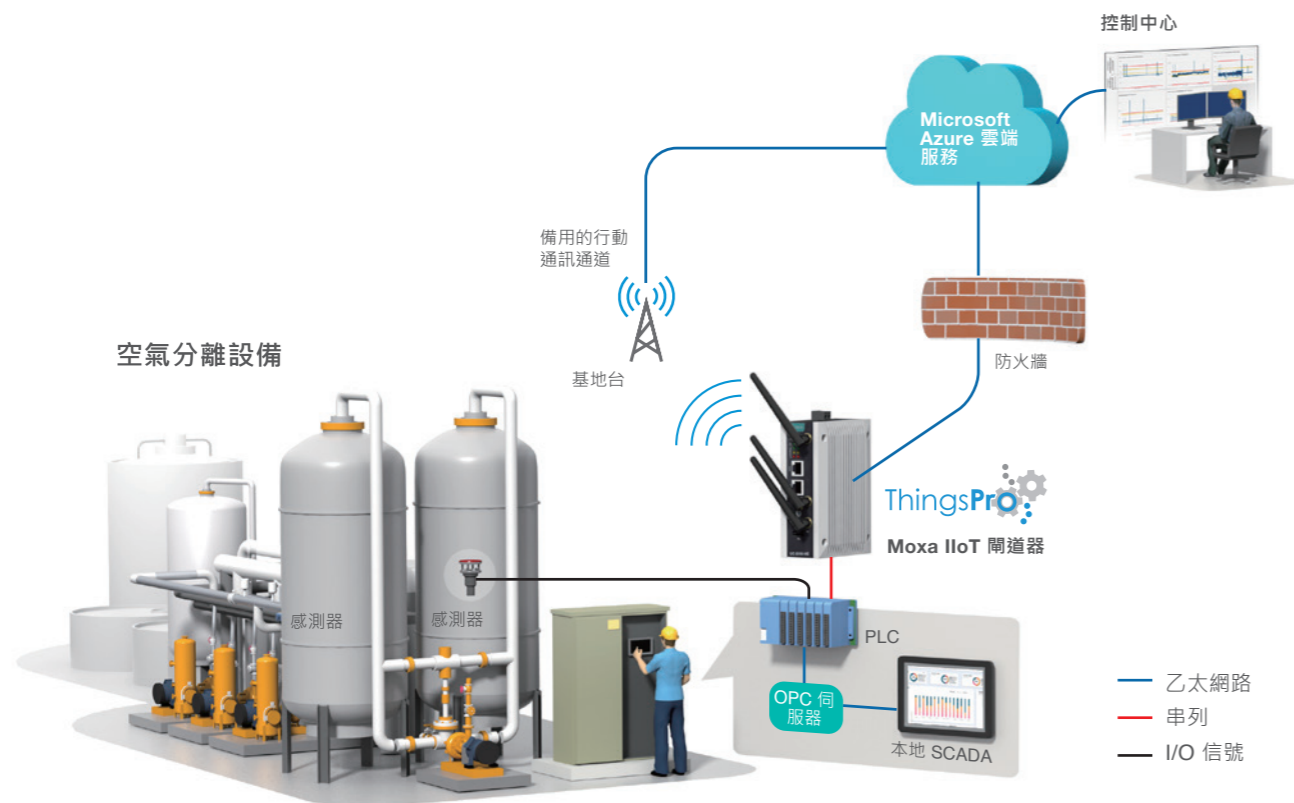 控制中心
Microsoft
Azure 雲端
服務
備用的行動
通訊通道
防火牆
基地台
空氣分離設備
ThingsPro
Moxa IIoT 閘道器
感測器
感測器
PLC
OPC 伺
服器
本地 SCADA
乙太網路
串列
I/O 信號